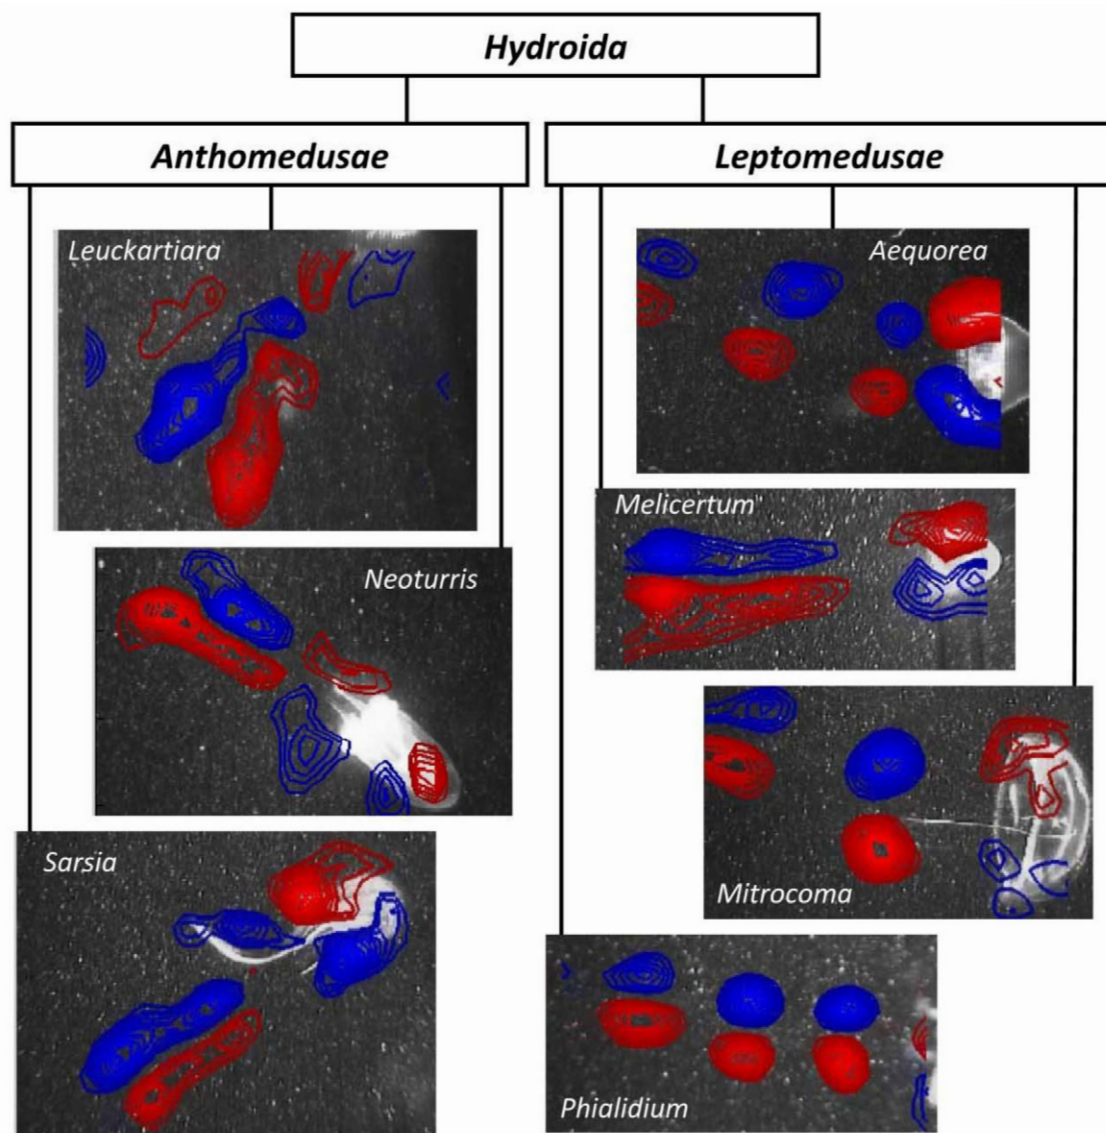 Hydroida
Anthomedusae
Leptomedusae
Leuckartiara
Aequorea
Melicertum
Neoturris
Mitrocoma
Sarsia
Phialidium